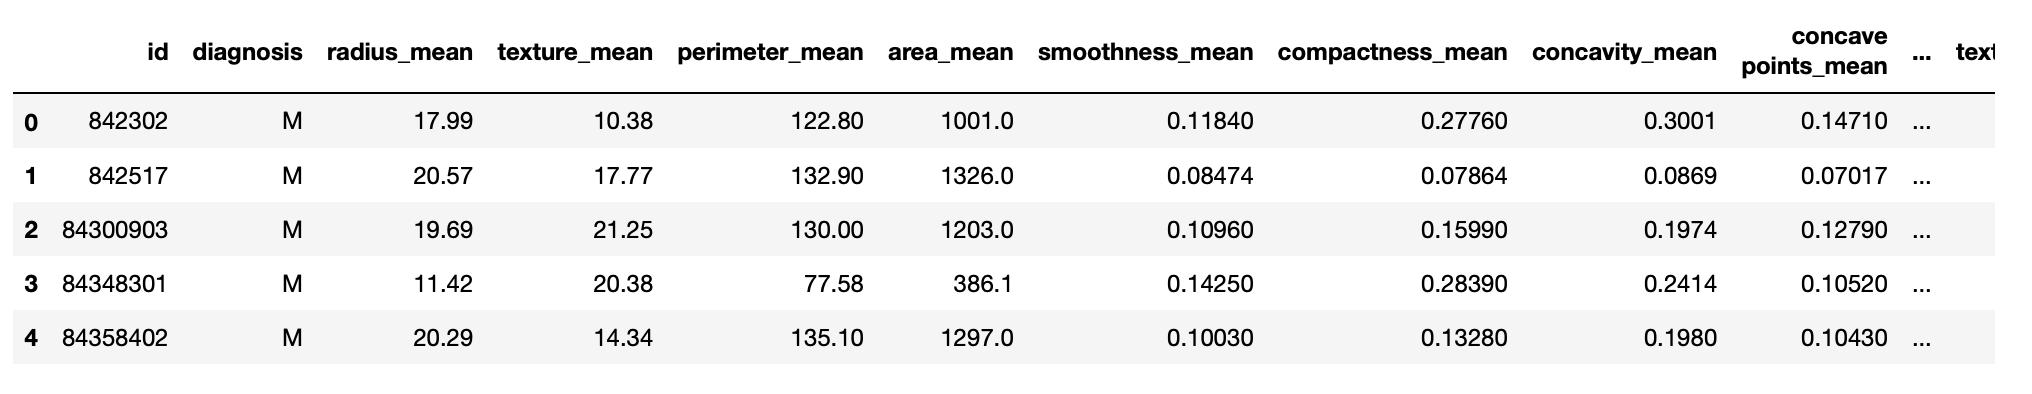 id diagnosis radius_mean texture_mean perimeter_mean area_mean smoothness_mean compactness_mean concavity_mean concave points_mean ... text
0 842302 M 17.99 10.38 122.80 1001.0 0.11840 0.27760 0.3001 0.14710 ...
1 842517 M 20.57 17.77 132.90 1326.0 0.08474 0.07864 0.0869 0.07017 ...
2 84300903 M 19.69 21.25 130.00 1203.0 0.10960 0.15990 0.1974 0.12790 ...
3 84348301 M 11.42 20.38 77.58 386.1 0.14250 0.28390 0.2414 0.10520 ...
4 84358402 M 20.29 14.34 135.10 1297.0 0.10030 0.13280 0.1980 0.10430 ...